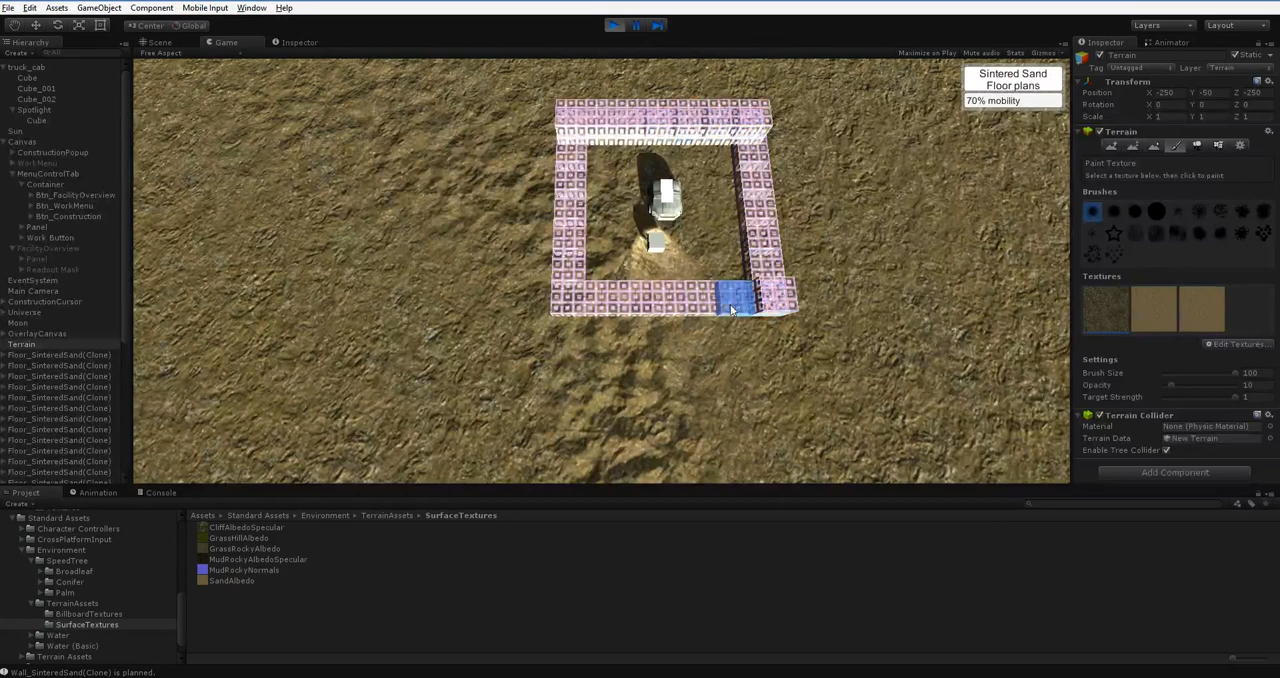 File Edit Assets GameObject Component Mobile Input Window Help
Center Global
Layers Layout
Hierarchy
Scene Game Inspector
Inspector Animator
Create All
Free Aspect
Maximize on Play Mute audio Stats Gizmos
truck_cab
Cube
Cube_001
Cube_002
Spotlight
Cube
Sun
Canvas
ConstructionPopup
WorkMenu
MenuControlTab
Container
Btn_FacilityOverview
Btn_WorkMenu
Btn_Construction
Panel
Work Button
FacilityOverview
Panel
Readout Mask
EventSystem
Main Camera
ConstructionCursor
Universe
Moon
OverlayCanvas
Terrain
Floor_SinteredSand(Clone)
Floor_SinteredSand(Clone)
Floor_SinteredSand(Clone)
Floor_SinteredSand(Clone)
Floor_SinteredSand(Clone)
Floor_SinteredSand(Clone)
Floor_SinteredSand(Clone)
Floor_SinteredSand(Clone)
Floor_SinteredSand(Clone)
Floor_SinteredSand(Clone)
Floor_SinteredSand(Clone)
Floor_SinteredSand(Clone)
Sintered Sand
Floor plans
70% mobility
Terrain Static
Tag Untagged Layer Terrain
Transform
Position X -250 Y -50 Z -250
Rotation X 0 Y 0 Z 0
Scale X 1 Y 1 Z 1
Terrain
Paint Texture
Select a texture below, then click to paint
Brushes
Textures
Edit Textures...
Settings
Brush Size 100
Opacity 10
Target Strength 1
Terrain Collider
Material None (Physic Material)
Terrain Data New Terrain
Enable Tree Collider
Add Component
Project Animation Console
Create
Standard Assets
Character Controllers
CrossPlatformInput
Environment
SpeedTree
Broadleaf
Conifer
Palm
TerrainAssets
BillboardTextures
SurfaceTextures
Water
Water (Basic)
Terrain Assets
Assets Standard Assets Environment TerrainAssets SurfaceTextures
CliffAlbedoSpecular
GrassHillAlbedo
GrassRockyAlbedo
MudRockyAlbedoSpecular
MudRockyNormals
SandAlbedo
Wall_SinteredSand(Clone) is planned.